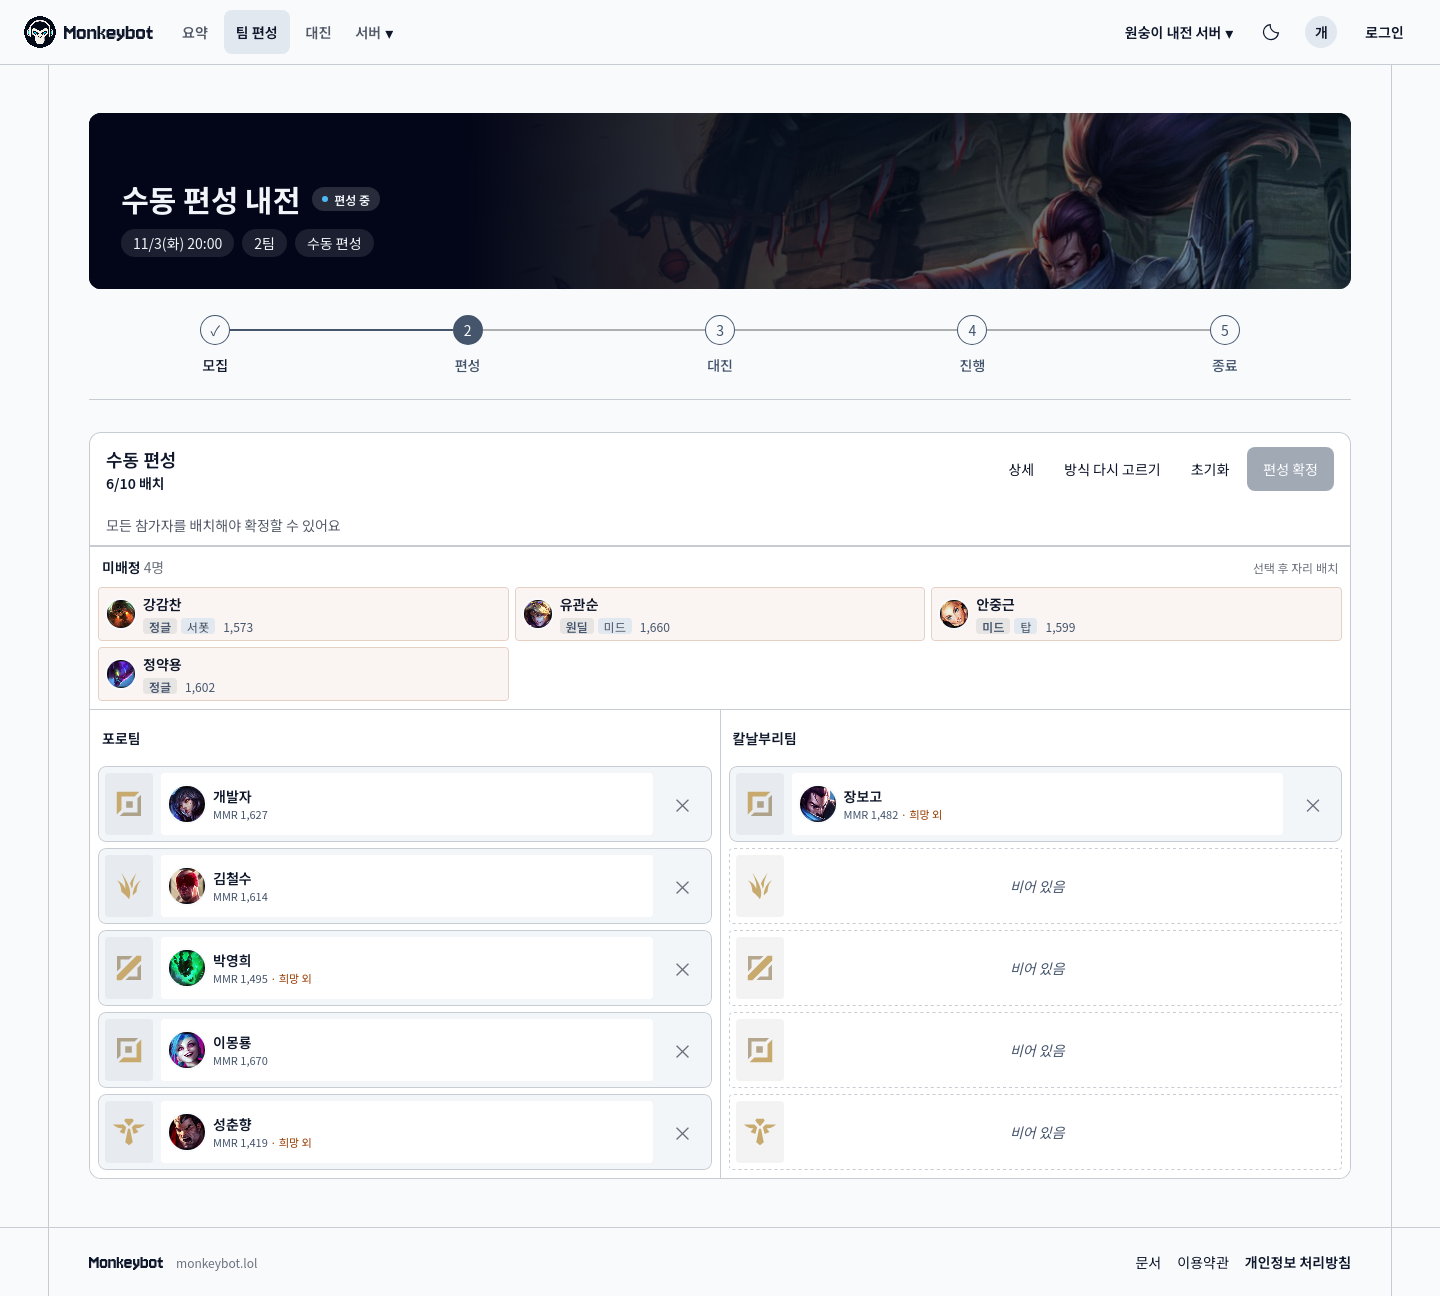 Monkeybot 요약 팀 편성 대진 서버 ▾ 원숭이 내전 서버 ▾ 개 로그인
수동 편성 내전 편성 중
11/3(화) 20:00 2팀 수동 편성
✓ 2 3 4 5
모집 편성 대진 진행 종료
수동 편성
6/10 배치
상세 방식 다시 고르기 초기화 편성 확정
모든 참가자를 배치해야 확정할 수 있어요
미배정 4명 선택 후 자리 배치
강감찬
정글 서폿 1,573
유관순
원딜 미드 1,660
안중근
미드 탑 1,599
정약용
정글 1,602
포로팀
개발자
MMR 1,627
김철수
MMR 1,614
박영희
MMR 1,495 · 희망 외
이몽룡
MMR 1,670
성춘향
MMR 1,419 · 희망 외
칼날부리팀
장보고
MMR 1,482 · 희망 외
비어 있음
비어 있음
비어 있음
비어 있음
Monkeybot monkeybot.lol 문서 이용약관 개인정보 처리방침